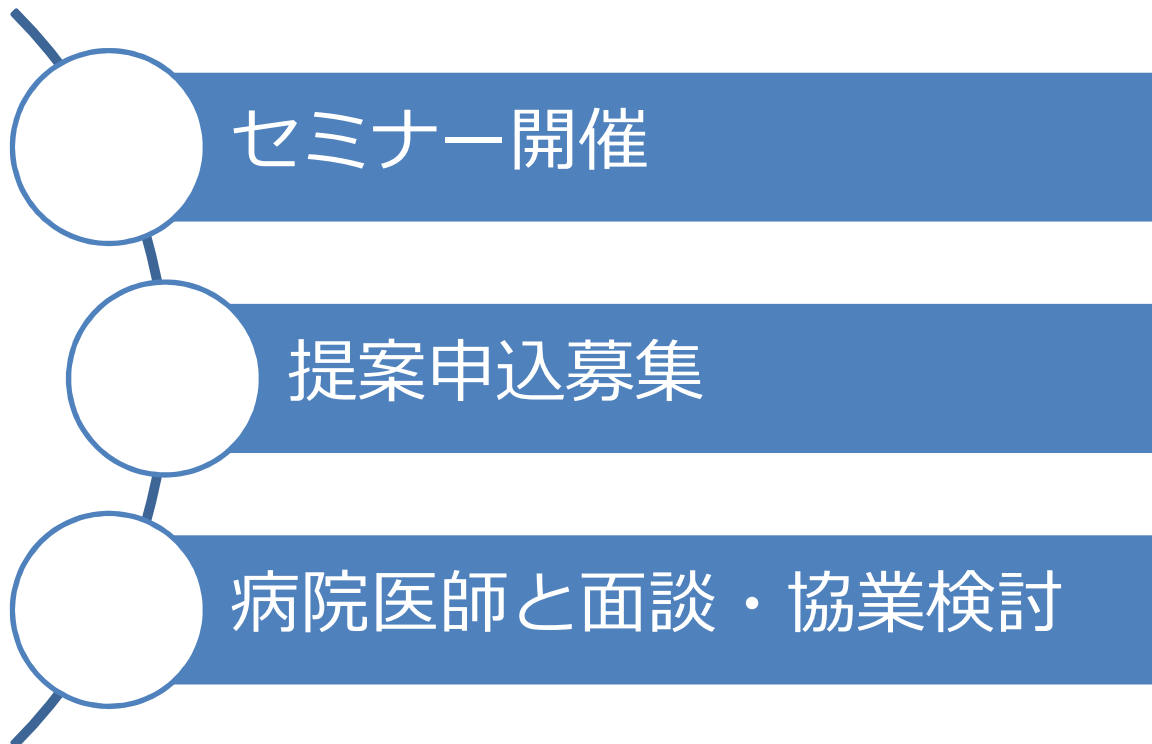 セミナー開催
提案申込募集
病院医師と面談・協業検討